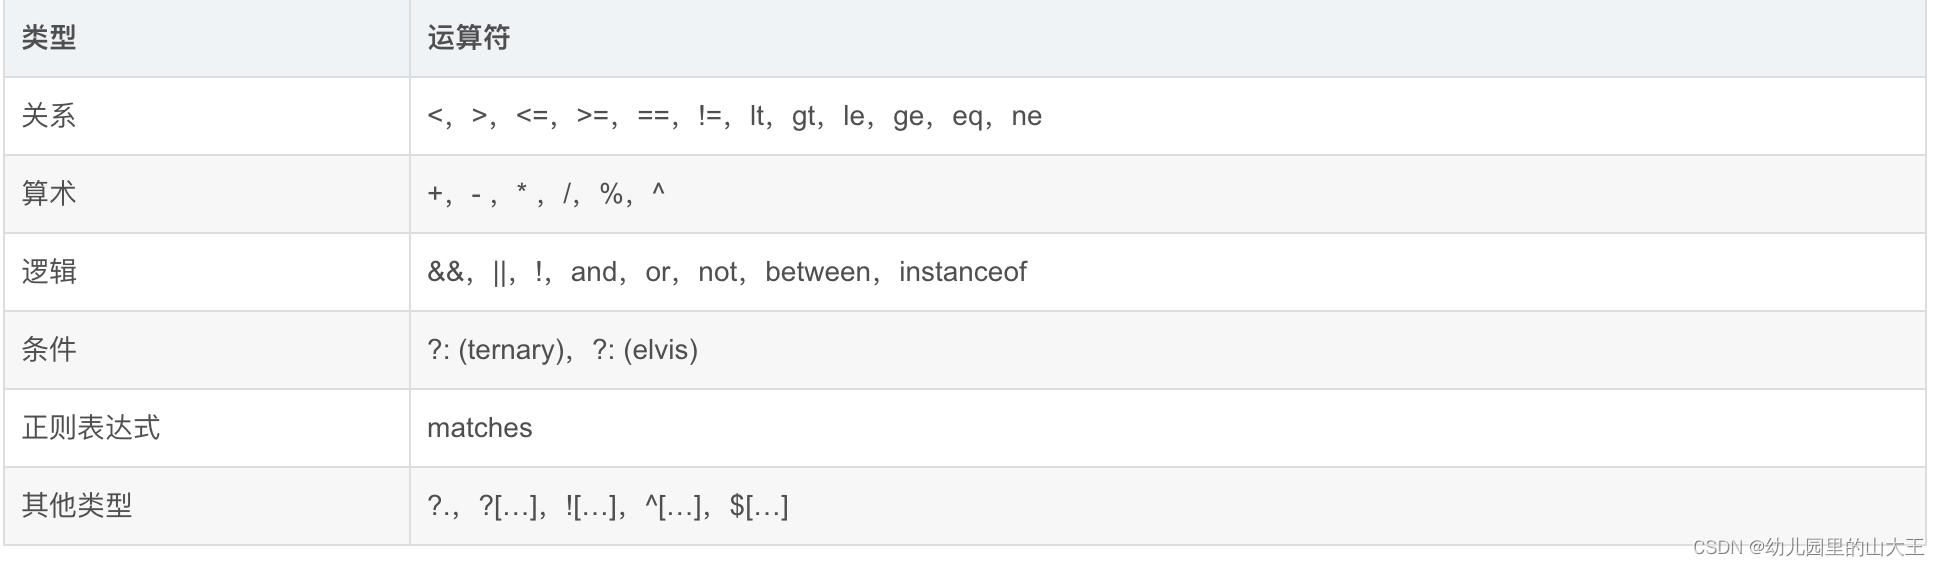 类型 运算符
关系 <，>，<=，>=，==，!=，lt，gt，le，ge，eq，ne
算术 +，- ，* ，/，%，^
逻辑 &&，||，!，and，or，not，between，instanceof
条件 ?: (ternary)，?: (elvis)
正则表达式 matches
其他类型 ?.，?[…]，![…]，^[…]，$[…]
CSDN @幼儿园里的山大王